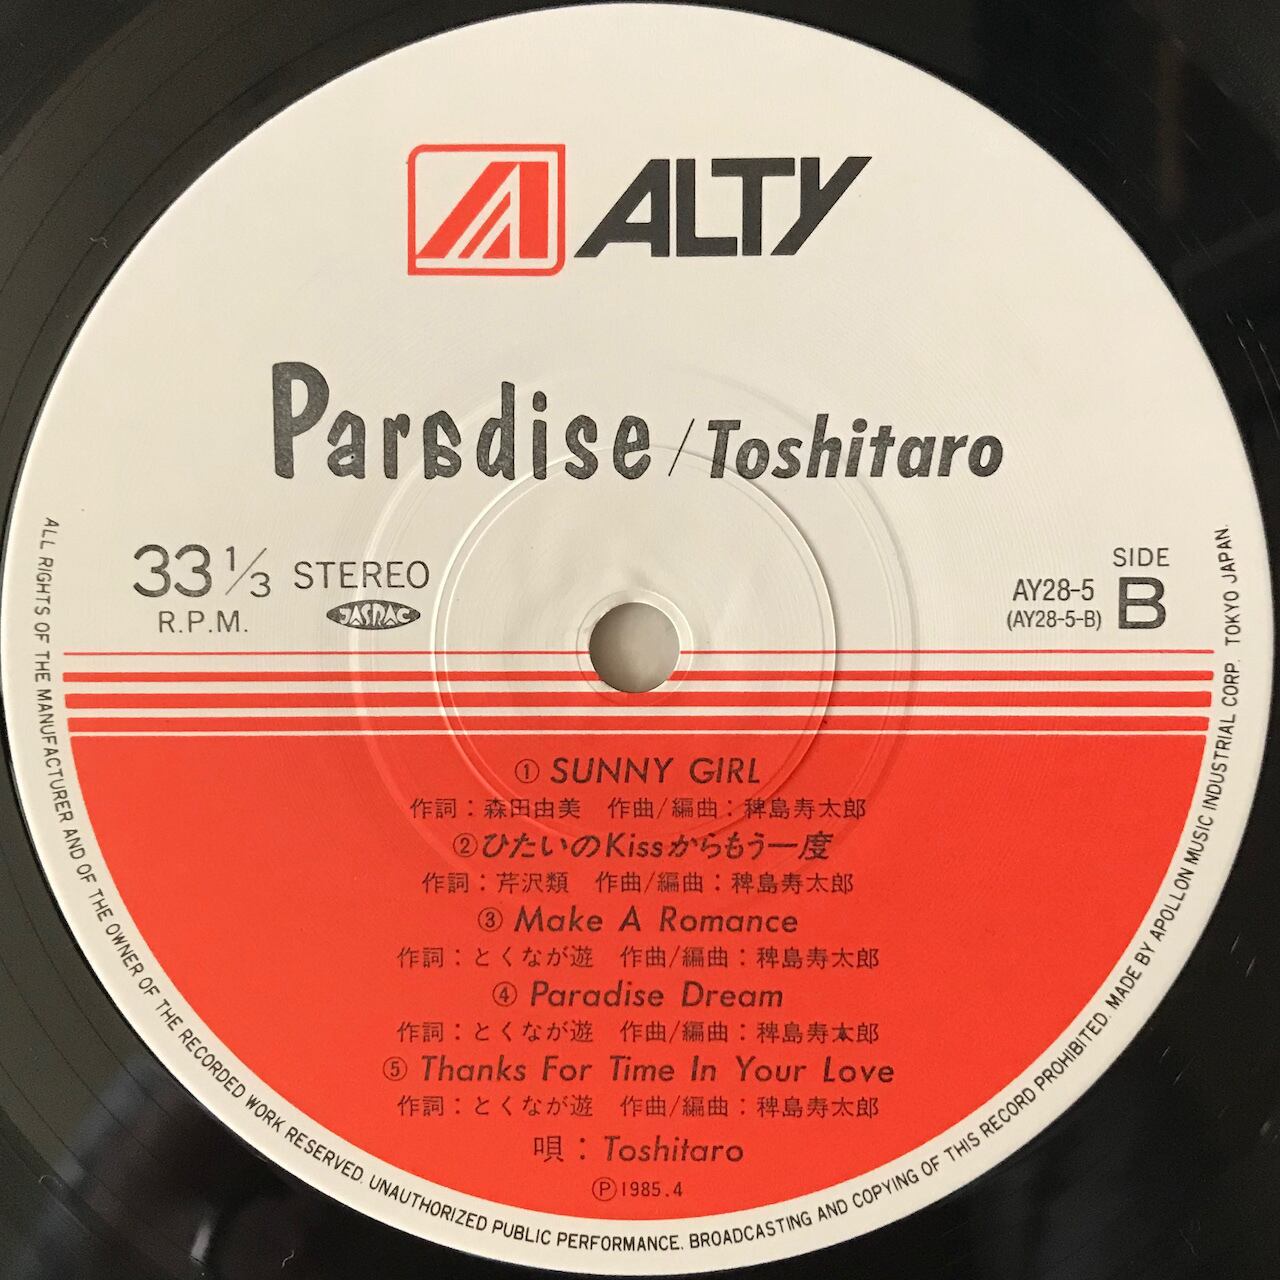 ALTY
Paradise / Toshitaro
33 1/3 STEREO
R.P.M.
JASRAC
SIDE
B
AY28-5
(AY28-5-B)
① SUNNY GIRL
作詞：森田由美　作曲/編曲：稗島寿太郎
②ひたいのKissからもう一度
作詞：芹沢類　作曲/編曲：稗島寿太郎
③ Make A Romance
作詞：とくなが遊　作曲/編曲：稗島寿太郎
④ Paradise Dream
作詞：とくなが遊　作曲/編曲：稗島寿太郎
⑤ Thanks For Time In Your Love
作詞：とくなが遊　作曲/編曲：稗島寿太郎
唄：Toshitaro
Ⓟ1985.4
ALL RIGHTS OF THE MANUFACTURER AND OF THE OWNER OF THE RECORDED WORK RESERVED. UNAUTHORIZED PUBLIC PERFORMANCE. BROADCASTING AND COPYING OF THIS RECORD PROHIBITED. MADE BY APOLLON MUSIC INDUSTRIAL CORP. TOKYO JAPAN.